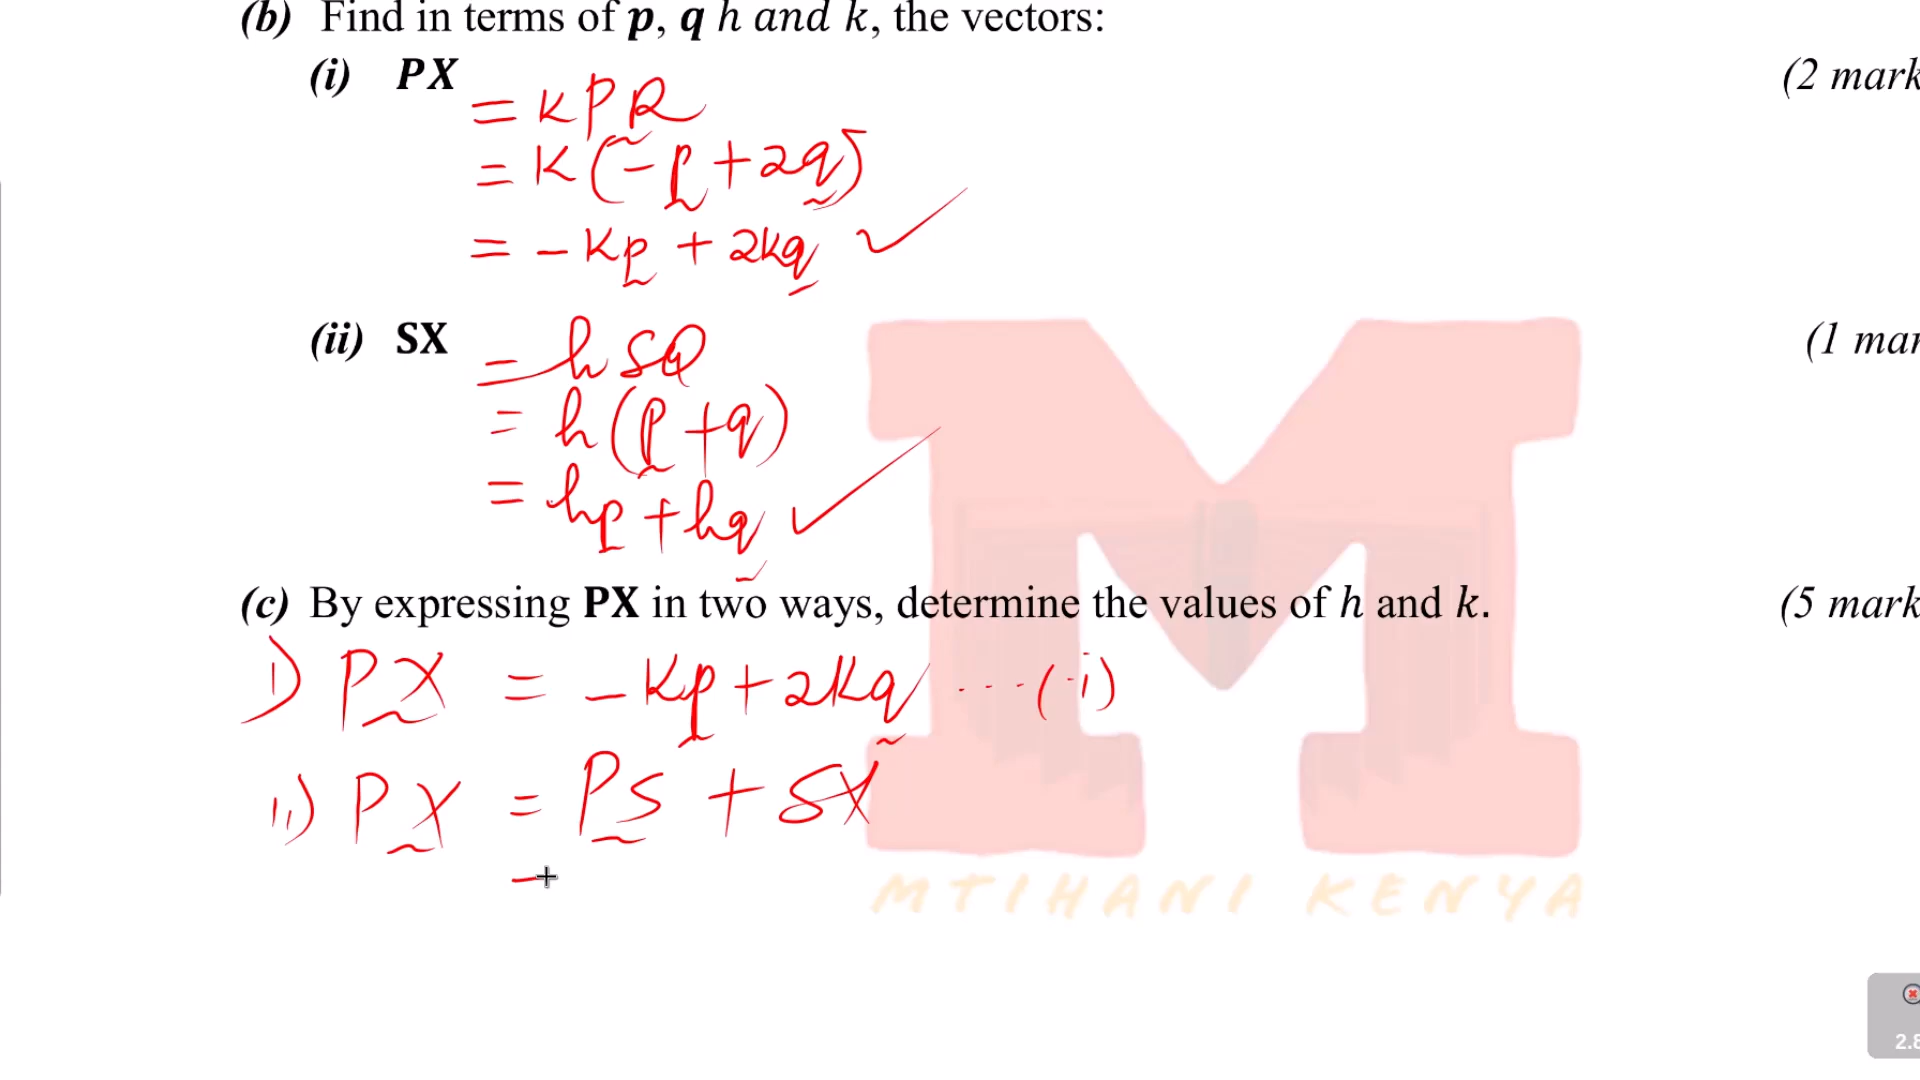 (b) Find in terms of p, q h and k, the vectors:
(i) PX (2 mark
= KPR
= K(-p+2q)
= -Kp + 2kq ✓
(ii) SX (1 mar
= hSQ
= h(p+q)
= hp+hq ✓
(c) By expressing PX in two ways, determine the values of h and k. (5 mark
i) PX = -Kp+2Kq ...(i)
ii) PX = PS + SX
MTIHANI KENYA
2.8